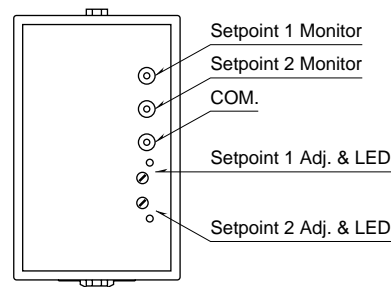 Setpoint 1 Monitor
Setpoint 2 Monitor
COM.
Setpoint 1 Adj. & LED
Setpoint 2 Adj. & LED